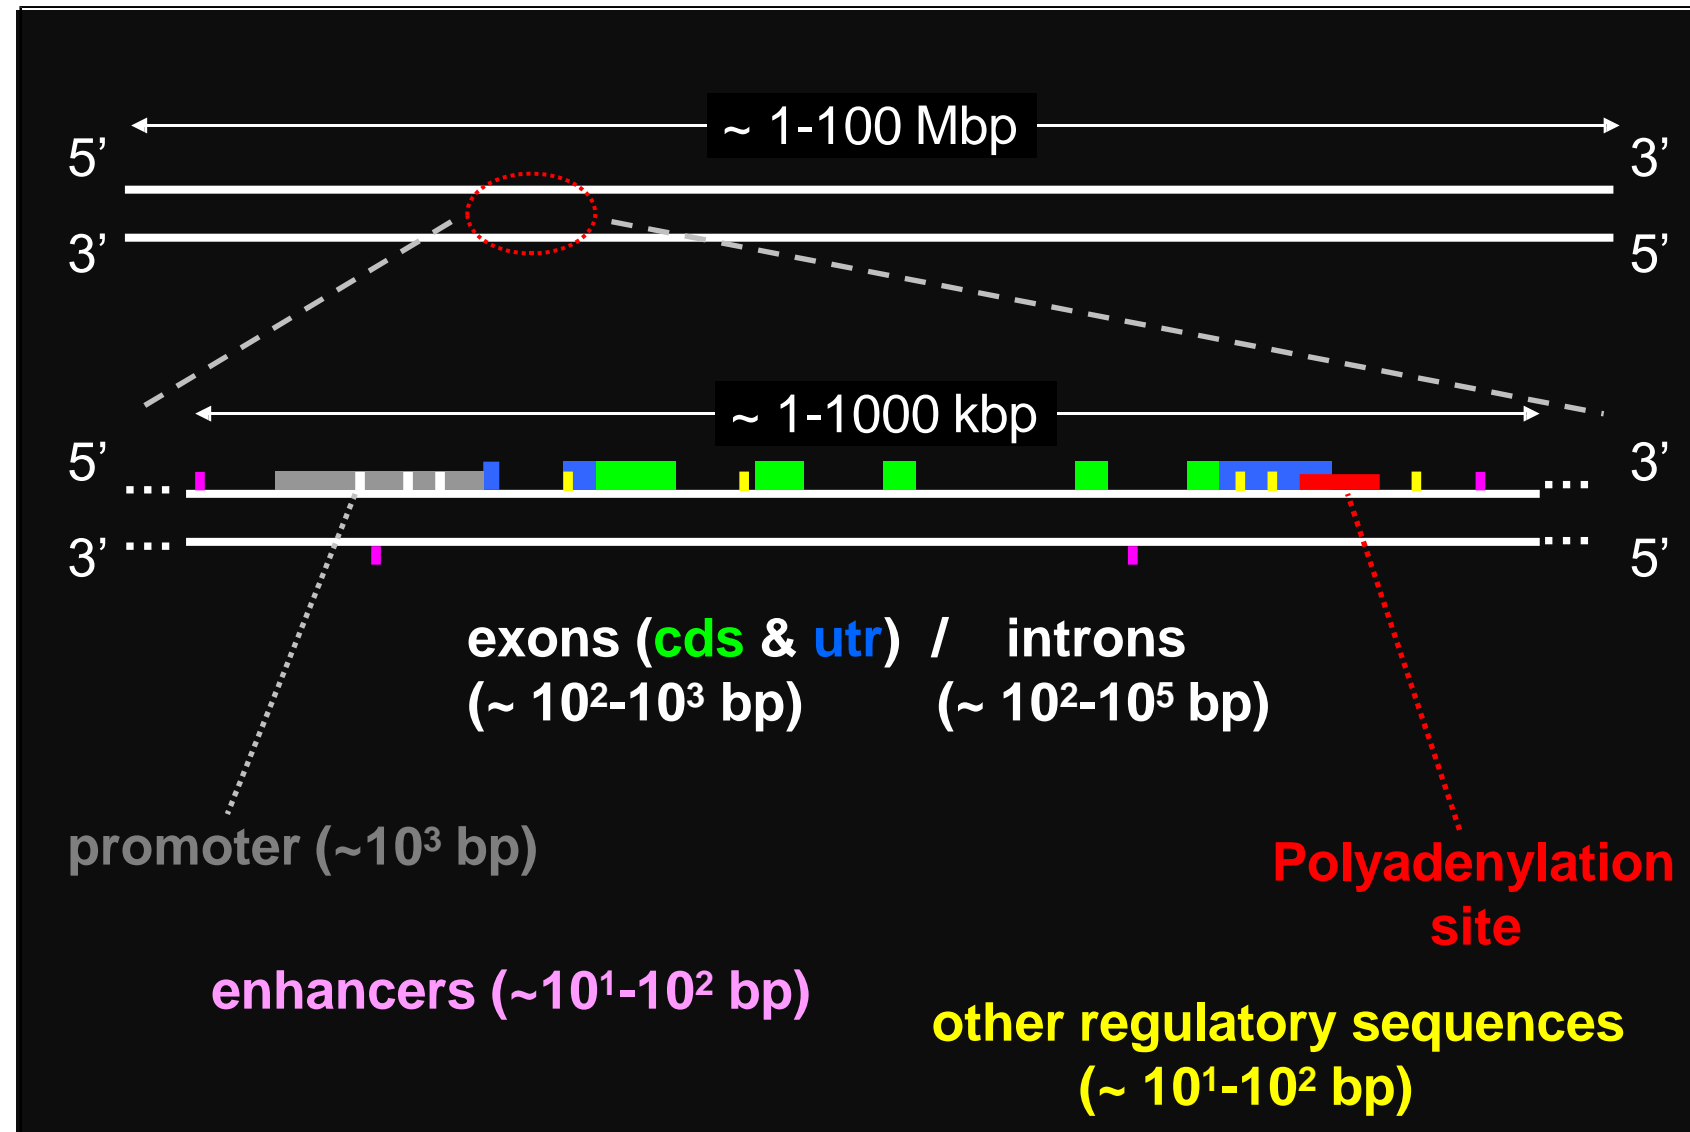 ~ 1-100 Mbp
5’ 3’
3’ 5’
~ 1-1000 kbp
5’ 3’
... ...
3’ ... ... 5’
exons (cds & utr) / introns
(~ 10²-10³ bp) (~ 10²-10⁵ bp)
promoter (~10³ bp)
Polyadenylation
site
enhancers (~10¹-10² bp)
other regulatory sequences
(~ 10¹-10² bp)